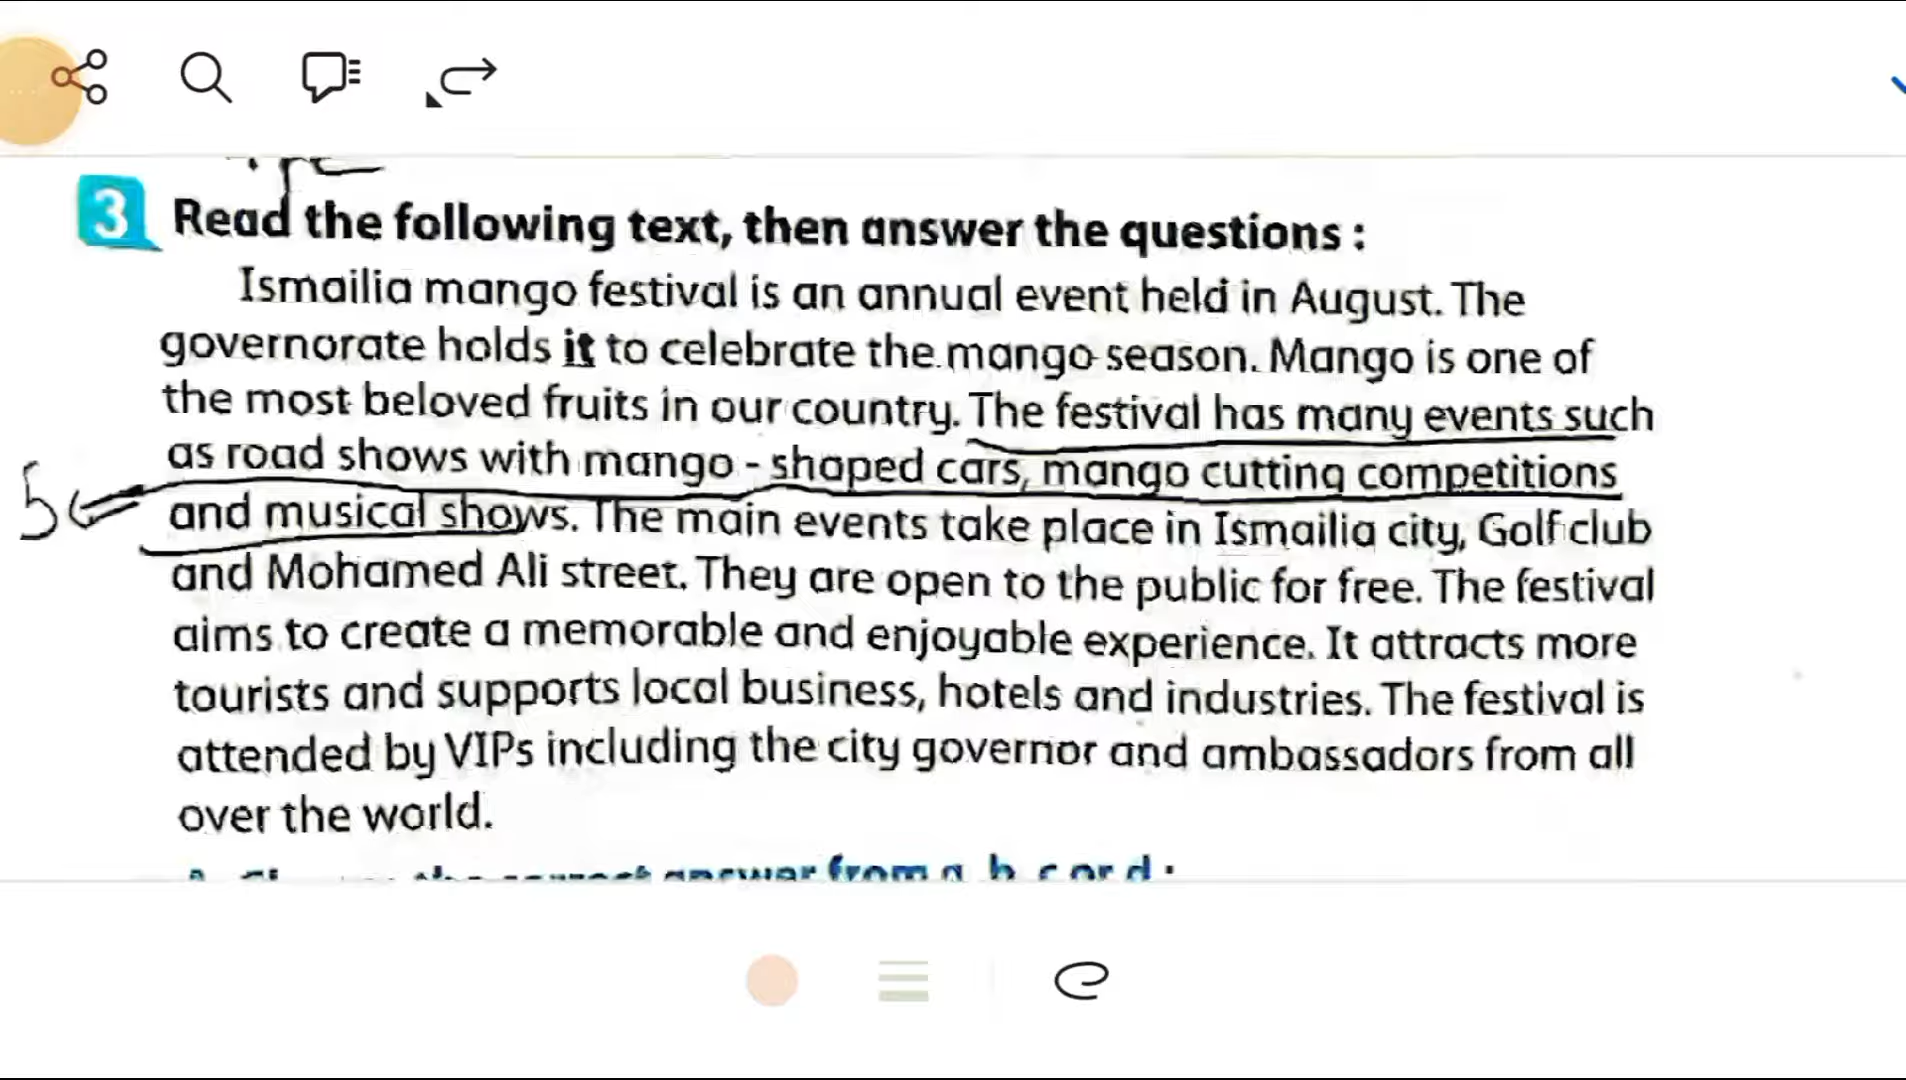 3 Read the following text, then answer the questions :
Ismailia mango festival is an annual event held in August. The
governorate holds it to celebrate the mango season. Mango is one of
the most beloved fruits in our country. The festival has many events such
as road shows with mango - shaped cars, mango cutting competitions
5 and musical shows. The main events take place in Ismailia city, Golf club
and Mohamed Ali street. They are open to the public for free. The festival
aims to create a memorable and enjoyable experience. It attracts more
tourists and supports local business, hotels and industries. The festival is
attended by VIPs including the city governor and ambassadors from all
over the world.
the correct answer from a, b, c or d :